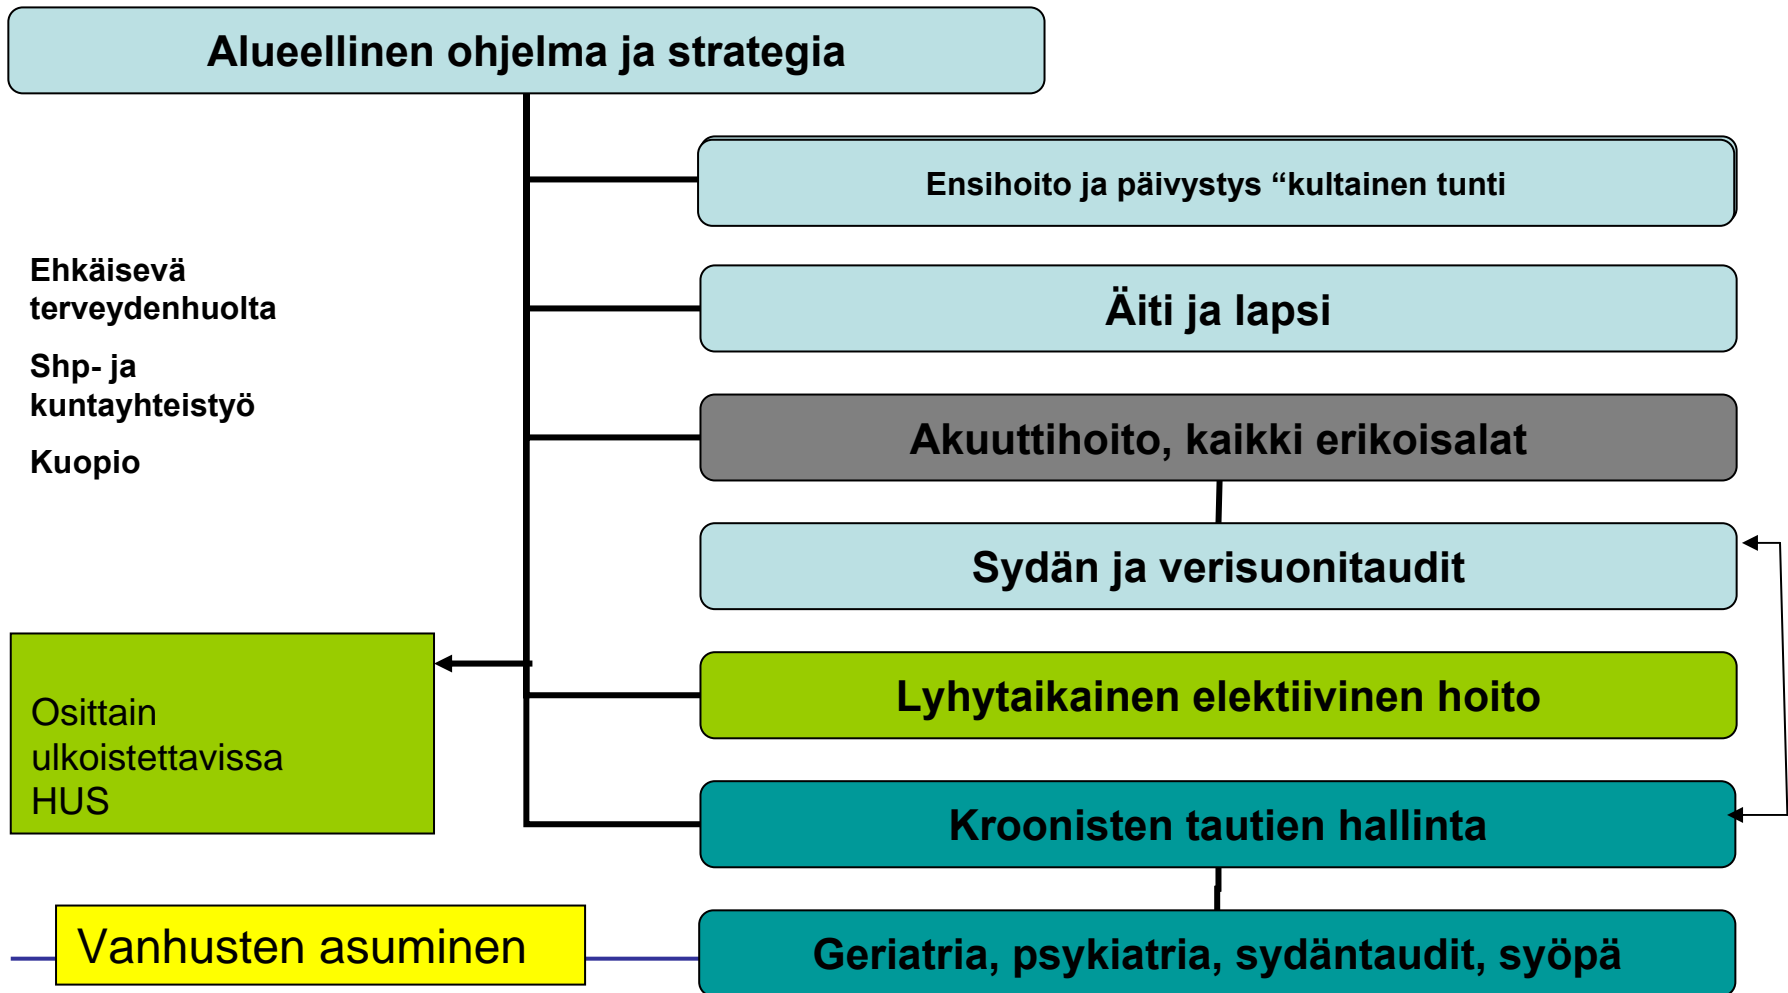 Alueellinen ohjelma ja strategia
Ensihoito ja päivystys “kultainen tunti
Ehkäisevä
terveydenhuolta
Shp- ja
kuntayhteistyö
Kuopio
Äiti ja lapsi
Akuuttihoito, kaikki erikoisalat
Sydän ja verisuonitaudit
Osittain
ulkoistettavissa
HUS
Lyhytaikainen elektiivinen hoito
Kroonisten tautien hallinta
Vanhusten asuminen
Geriatria, psykiatria, sydäntaudit, syöpä